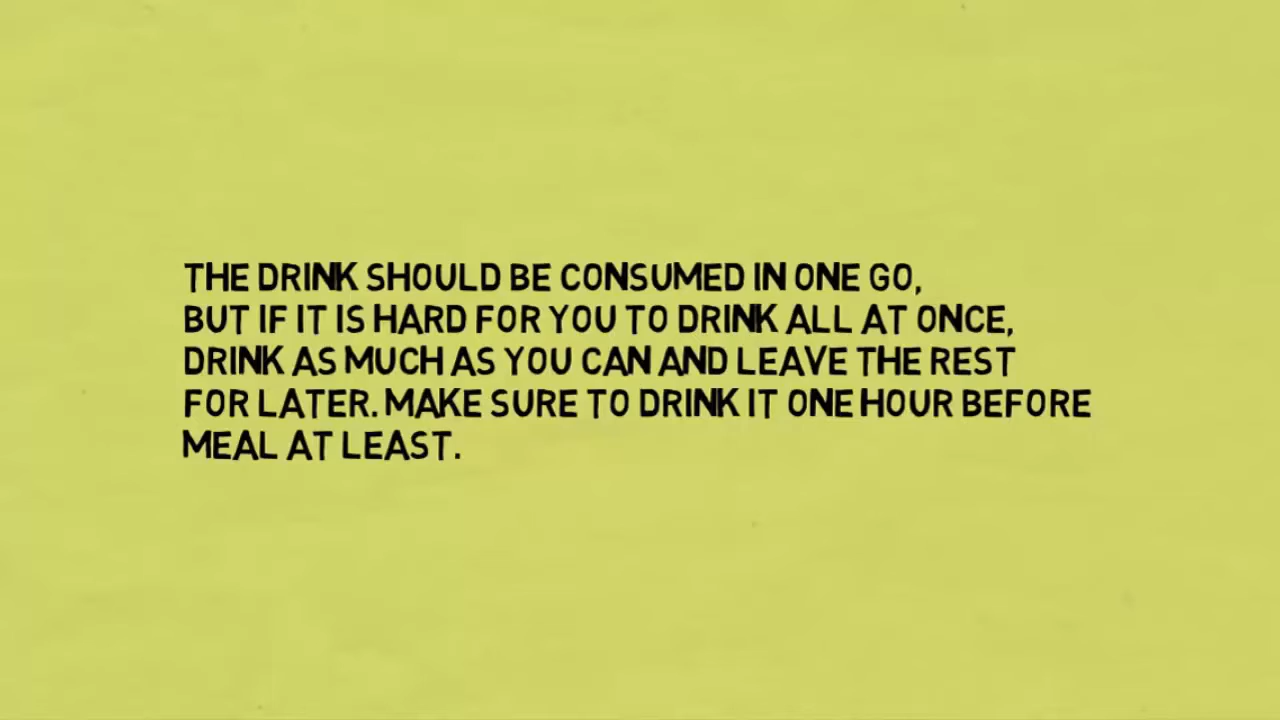 THE DRINK SHOULD BE CONSUMED IN ONE GO,
BUT IF IT IS HARD FOR YOU TO DRINK ALL AT ONCE,
DRINK AS MUCH AS YOU CAN AND LEAVE THE REST
FOR LATER. MAKE SURE TO DRINK IT ONE HOUR BEFORE
MEAL AT LEAST.